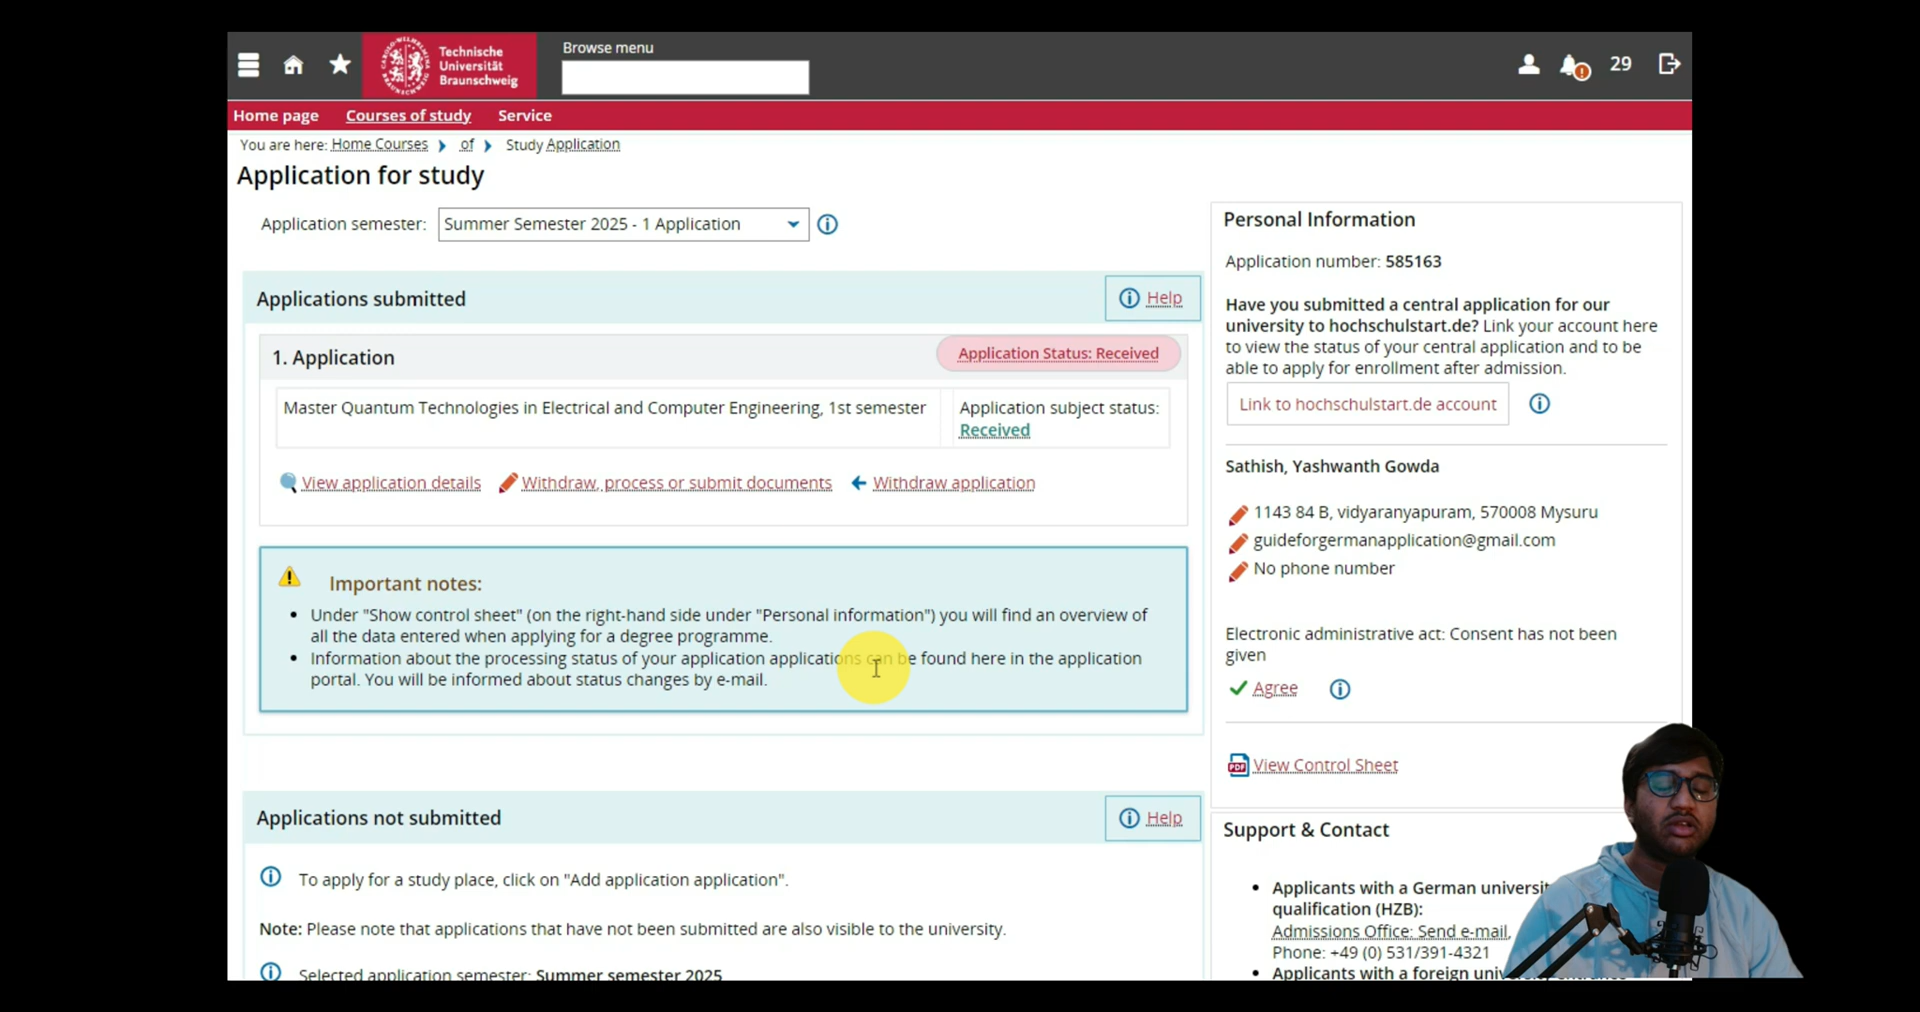 Technische
Universität
Braunschweig
Browse menu
29
Home page Courses of study Service
You are here: Home Courses of Study Application
Application for study
Application semester: Summer Semester 2025 - 1 Application
Applications submitted
Help
1. Application
Application Status: Received
Master Quantum Technologies in Electrical and Computer Engineering, 1st semester
Application subject status:
Received
View application details Withdraw, process or submit documents Withdraw application
Important notes:
• Under "Show control sheet" (on the right-hand side under "Personal information") you will find an overview of
all the data entered when applying for a degree programme.
• Information about the processing status of your application applications can be found here in the application
portal. You will be informed about status changes by e-mail.
Applications not submitted
Help
To apply for a study place, click on "Add application application".
Note: Please note that applications that have not been submitted are also visible to the university.
Selected application semester: Summer semester 2025
Personal Information
Application number: 585163
Have you submitted a central application for our
university to hochschulstart.de? Link your account here
to view the status of your central application and to be
able to apply for enrollment after admission.
Link to hochschulstart.de account
Sathish, Yashwanth Gowda
1143 84 B, vidyaranyapuram, 570008 Mysuru
guideforgermanapplication@gmail.com
No phone number
Electronic administrative act: Consent has not been
given
Agree
PDF View Control Sheet
Support & Contact
• Applicants with a German
qualification (HZB):
Admissions Office: Send e-mail,
Phone: +49 (0) 531/391-4321
• Applicants with a foreign